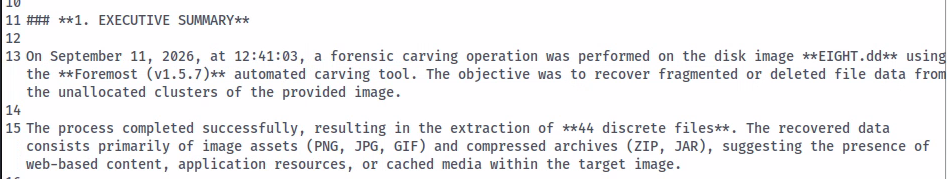 10
11 ### **1. EXECUTIVE SUMMARY**
12
13 On September 11, 2026, at 12:41:03, a forensic carving operation was performed on the disk image **EIGHT.dd** using
the **Foremost (v1.5.7)** automated carving tool. The objective was to recover fragmented or deleted file data from
the unallocated clusters of the provided image.
14
15 The process completed successfully, resulting in the extraction of **44 discrete files**. The recovered data
consists primarily of image assets (PNG, JPG, GIF) and compressed archives (ZIP, JAR), suggesting the presence of
web-based content, application resources, or cached media within the target image.